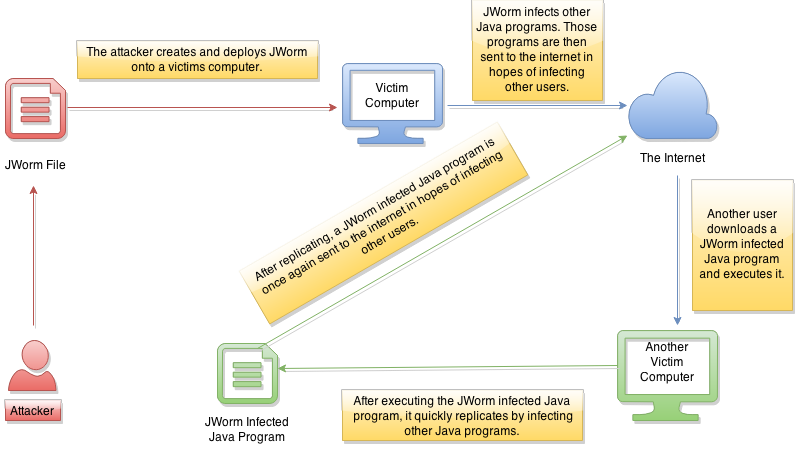 The attacker creates and deploys JWorm
onto a victims computer.
JWorm infects other
Java programs. Those
programs are then
sent to the internet in
hopes of infecting
other users.
Victim
Computer
JWorm File
The Internet
After replicating, a JWorm infected Java program is
once again sent to the internet in hopes of infecting
other users.
Another user
downloads a
JWorm infected
Java program
and executes it.
Another
Victim
Computer
Attacker
JWorm Infected
Java Program
After executing the JWorm infected Java
program, it quickly replicates by infecting
other Java programs.